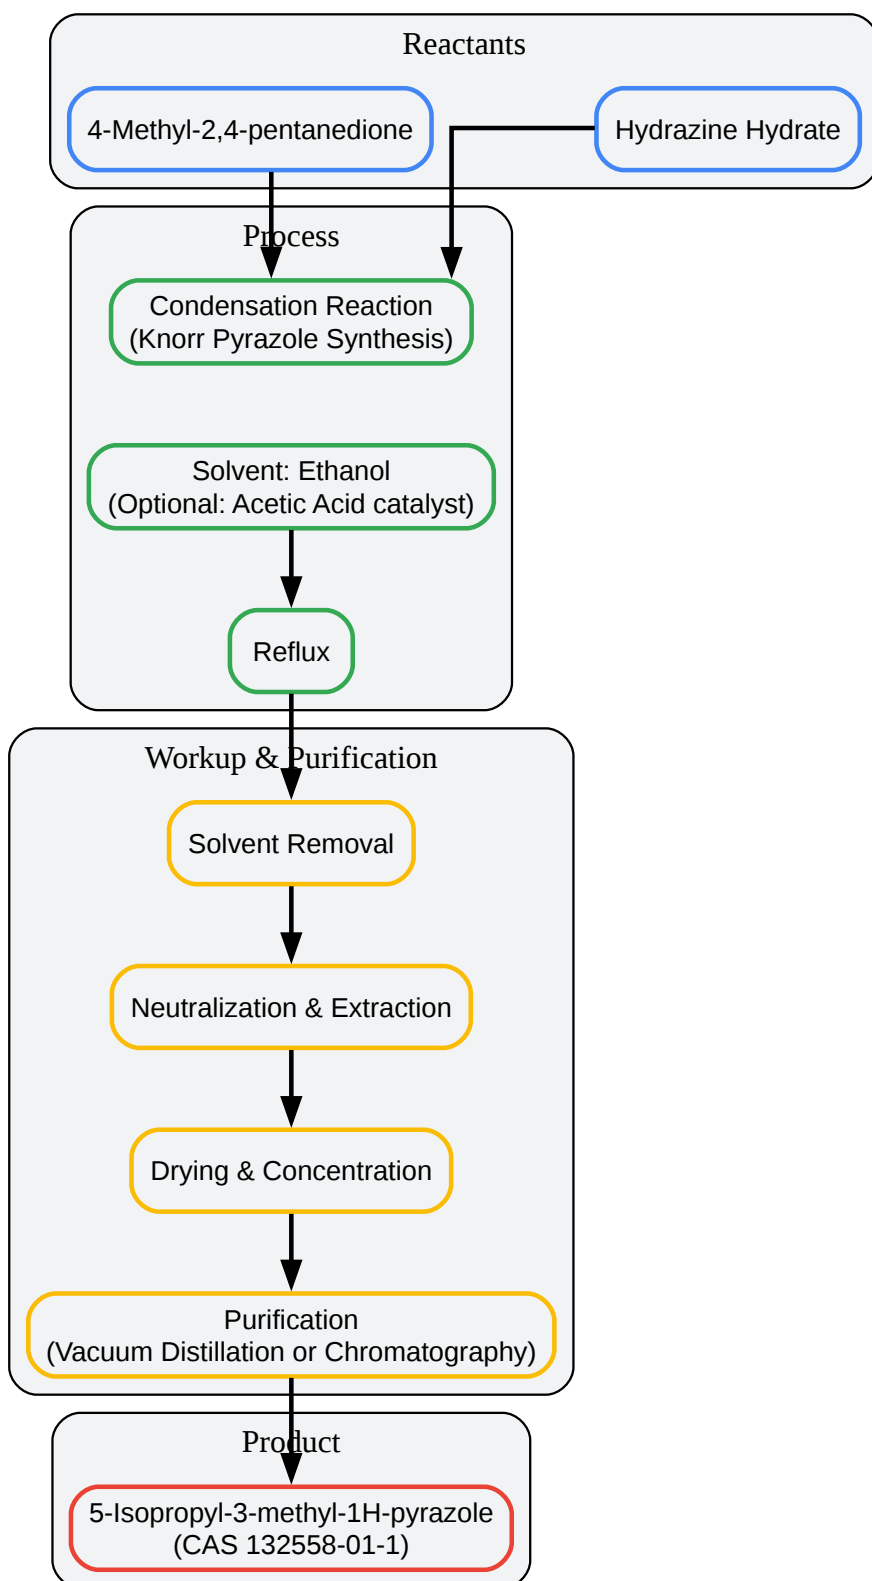 Reactants
4-Methyl-2,4-pentanedione
Hydrazine Hydrate
Process
Condensation Reaction
(Knorr Pyrazole Synthesis)
Solvent: Ethanol
(Optional: Acetic Acid catalyst)
Reflux
Workup & Purification
Solvent Removal
Neutralization & Extraction
Drying & Concentration
Purification
(Vacuum Distillation or Chromatography)
Product
5-Isopropyl-3-methyl-1H-pyrazole
(CAS 132558-01-1)